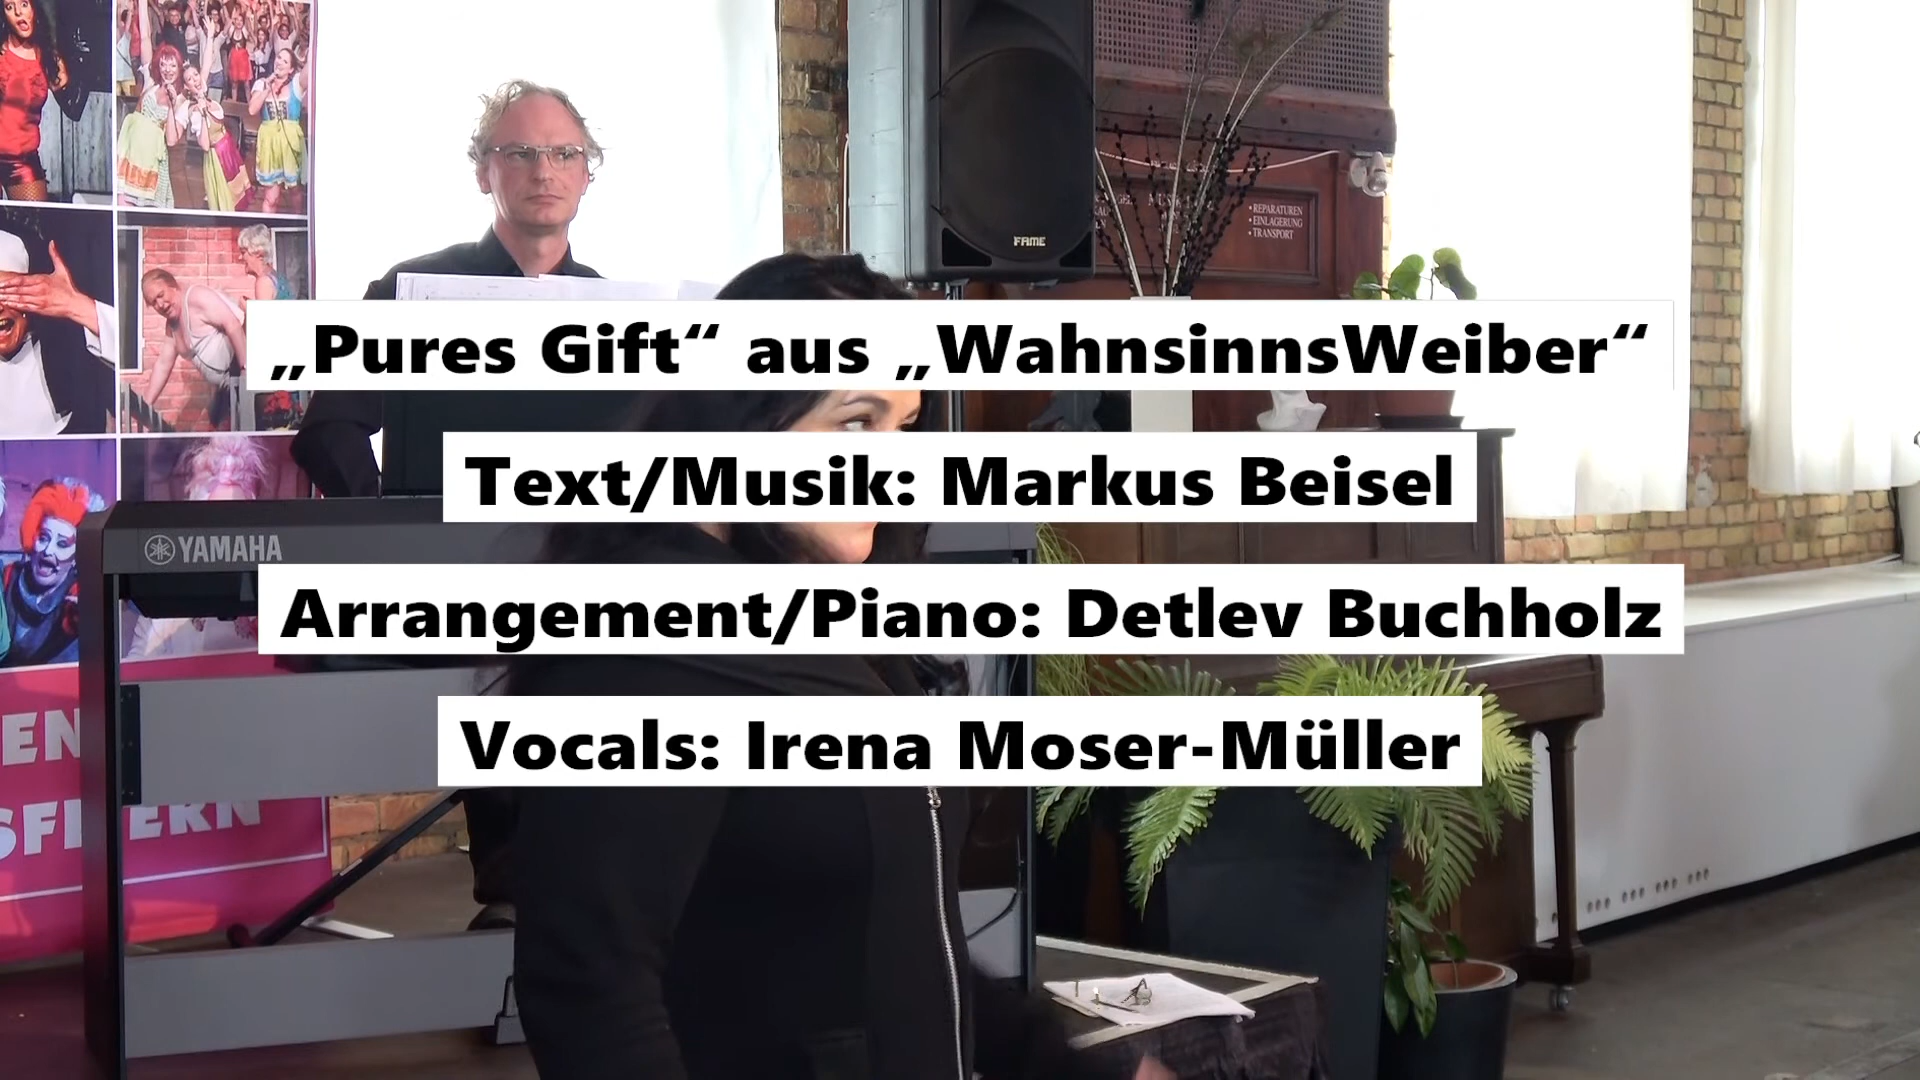 FAME
• REPARATUREN
• EINLAGERUNG
• TRANSPORT
„Pures Gift“ aus „WahnsinnsWeiber“
Text/Musik: Markus Beisel
YAMAHA
Arrangement/Piano: Detlev Buchholz
Vocals: Irena Moser-Müller